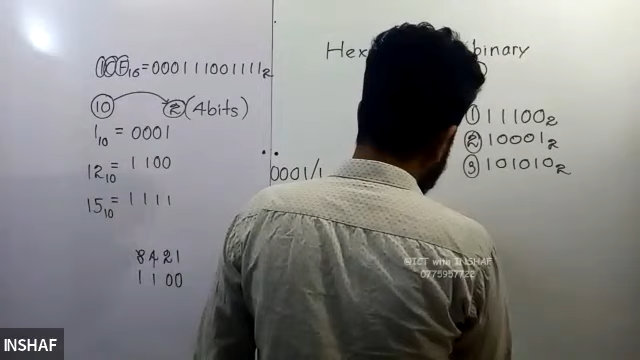 Hex binary
1CF₁₆=000111001111₂
10 2 (4bits)
1₁₀ = 0001
12₁₀ = 1100
15₁₀ = 1111
8421
1100
0001/1
1 11100₂
2 10001₂
3 101010₂
@ICT with INSHAF
0775957722
INSHAF